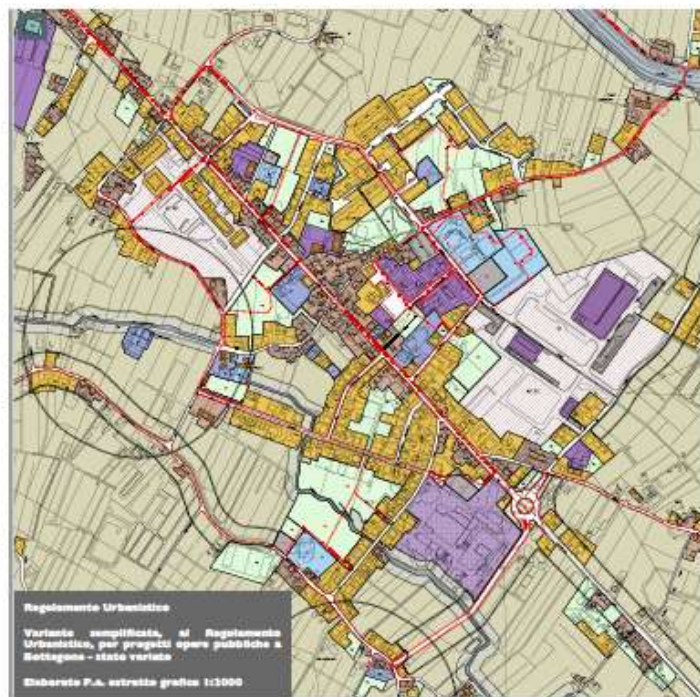 Regolamento Urbanistico
Variante semplificata, al Regolamento
Urbanistico, per progetti opere pubbliche a
Bottegone - stato variato
Elaborato P.a. estratto grafico 1:2000